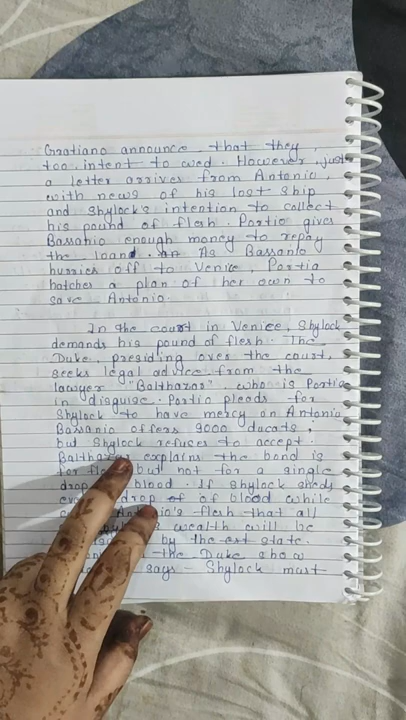 Gratiano announce that they
too intent to wed. However, just
a letter arrives from Antonio
with news of his lost ship
and Shylock's intention to collect
his pound of flesh. Portio gives
Bassanio enough money to repay
the loand. As Bassanio
hurries off to Venice, Portia
hatches a plan of her own to
save Antonio.
In the court in Venice, Shylock
demands his pound of flesh. The
Duke, presiding over the court,
seeks legal advice from the
lawyer "Balthazar", who is Portia
in disguise. Portio pleads for
Shylock to have mercy on Antonio
Bassanio offers 9000 ducats,
but Shylock refuses to accept.
Balthazar explains the bond is
for but not for a single
drop blood. If shylock sheds
drop of of blood while
flesh that all
wealth will be
by the state.
the Duke show
says - Shylock must